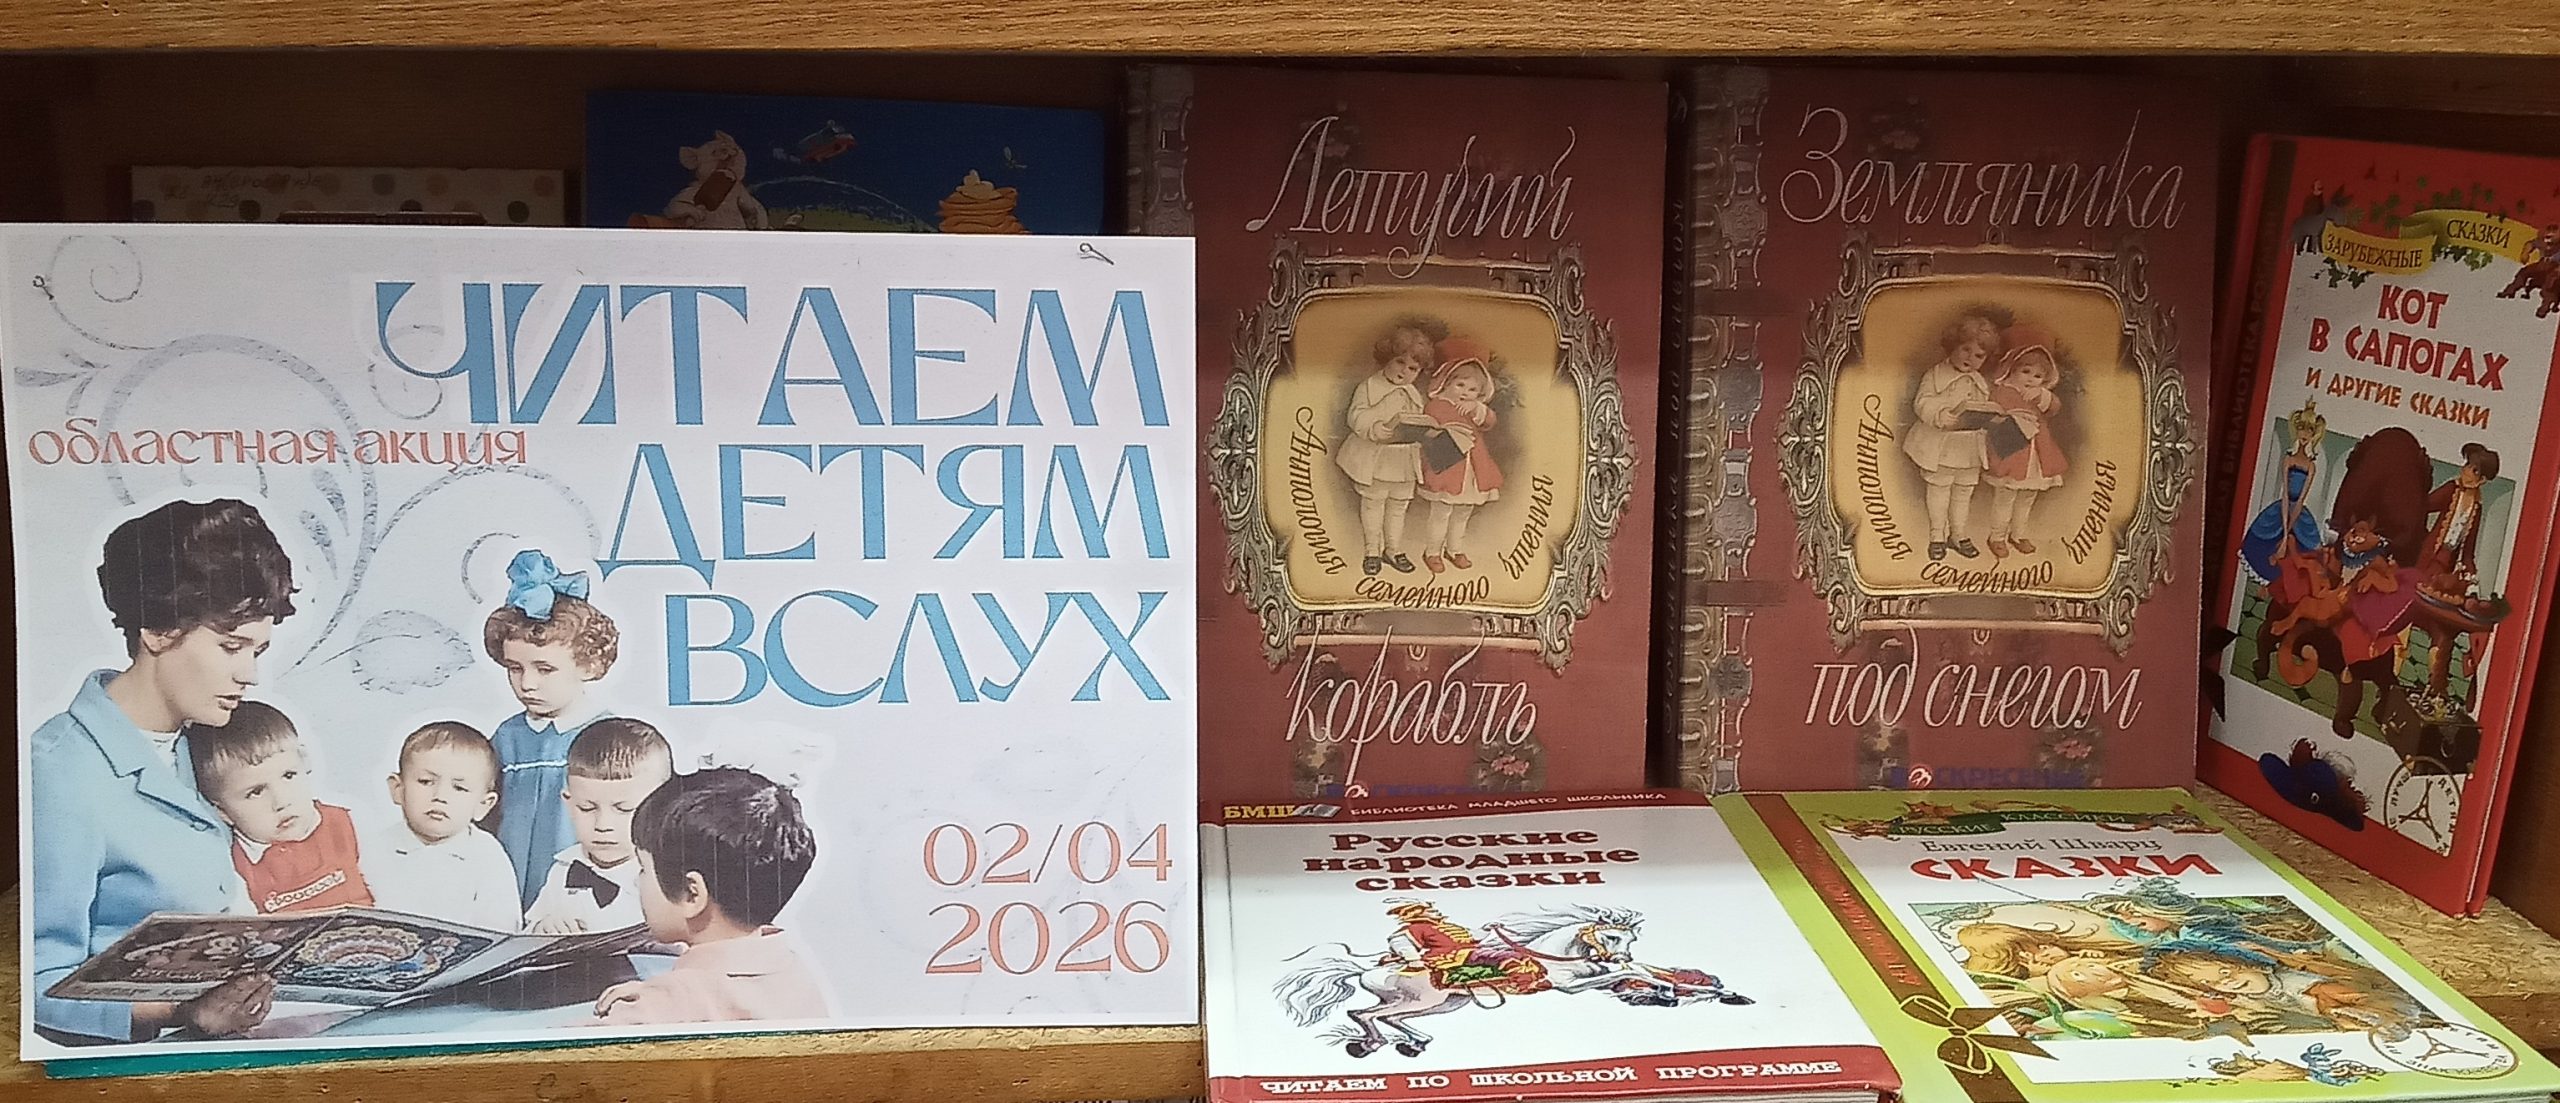 ЧИТАЕМ
областная акция
ДЕТЯМ
ВСЛУХ
02/04
2026
Летучий
Антология
семейного
чтения
корабль
Земляника
Антология
семейного
чтения
под снегом
ВОСКРЕСЕНЬЕ
ЗАРУБЕЖНЫЕ
СКАЗКИ
КОТ
В САПОГАХ
И ДРУГИЕ СКАЗКИ
БМШ
БИБЛИОТЕКА МЛАДШЕГО ШКОЛЬНИКА
Русские
народные
сказки
ЧИТАЕМ ПО ШКОЛЬНОЙ ПРОГРАММЕ
РУССКИЕ КЛАССИКИ
Евгений Шварц
СКАЗКИ